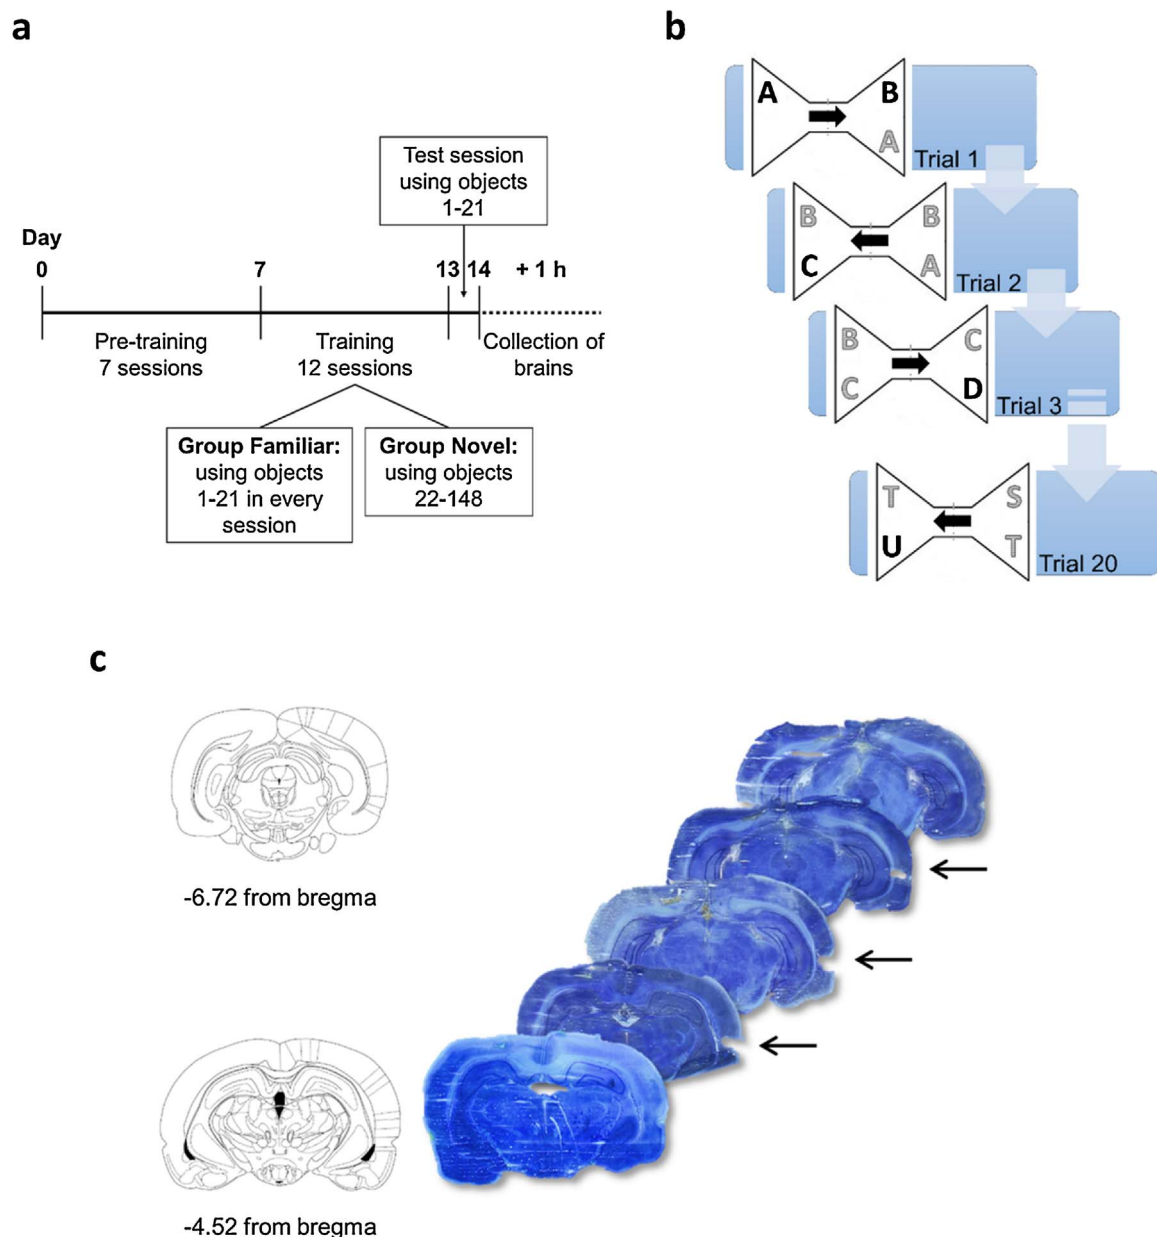 a
Test session
using objects
1-21
Day
0
7
13
14
+ 1 h
Pre-training
7 sessions
Training
12 sessions
Collection of
brains
Group Familiar:
using objects
1-21 in every
session
Group Novel:
using objects
22-148
b
A
B
A
Trial 1
B
B
C
A
Trial 2
B
C
C
D
Trial 3
T
S
U
T
Trial 20
c
-6.72 from bregma
-4.52 from bregma